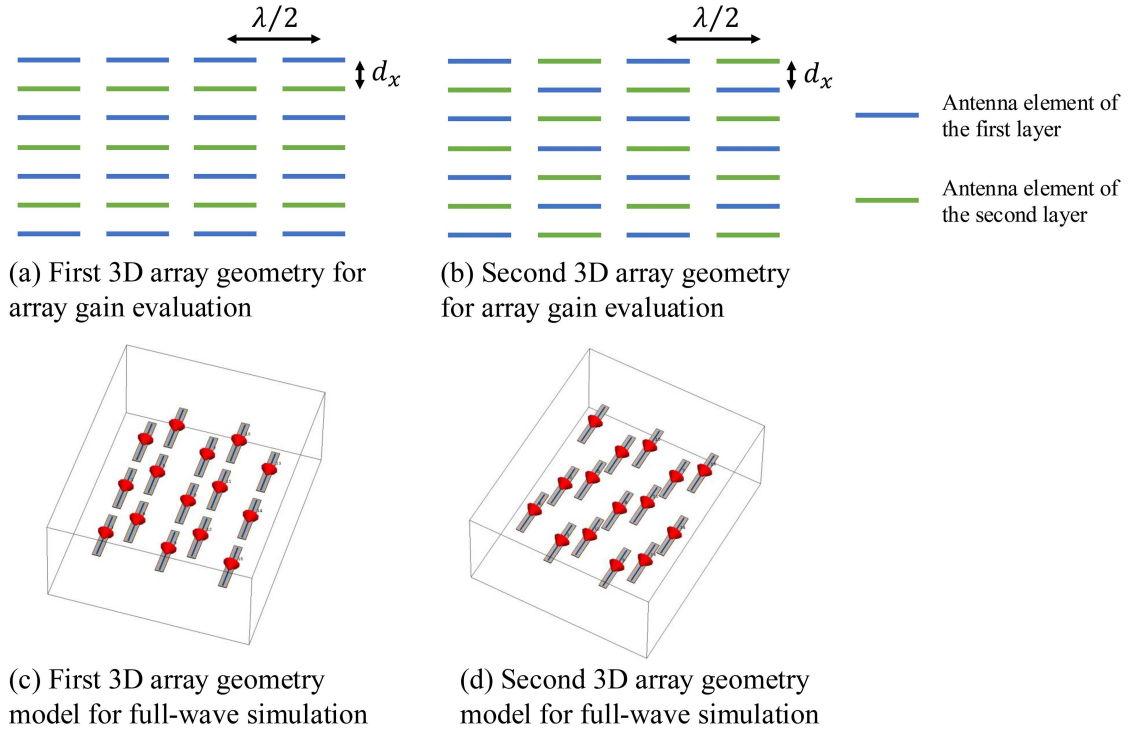 λ/2
d_x
λ/2
d_x
Antenna element of
the first layer
Antenna element of
the second layer
(a) First 3D array geometry for
array gain evaluation
(b) Second 3D array geometry
for array gain evaluation
(c) First 3D array geometry
model for full-wave simulation
(d) Second 3D array geometry
model for full-wave simulation